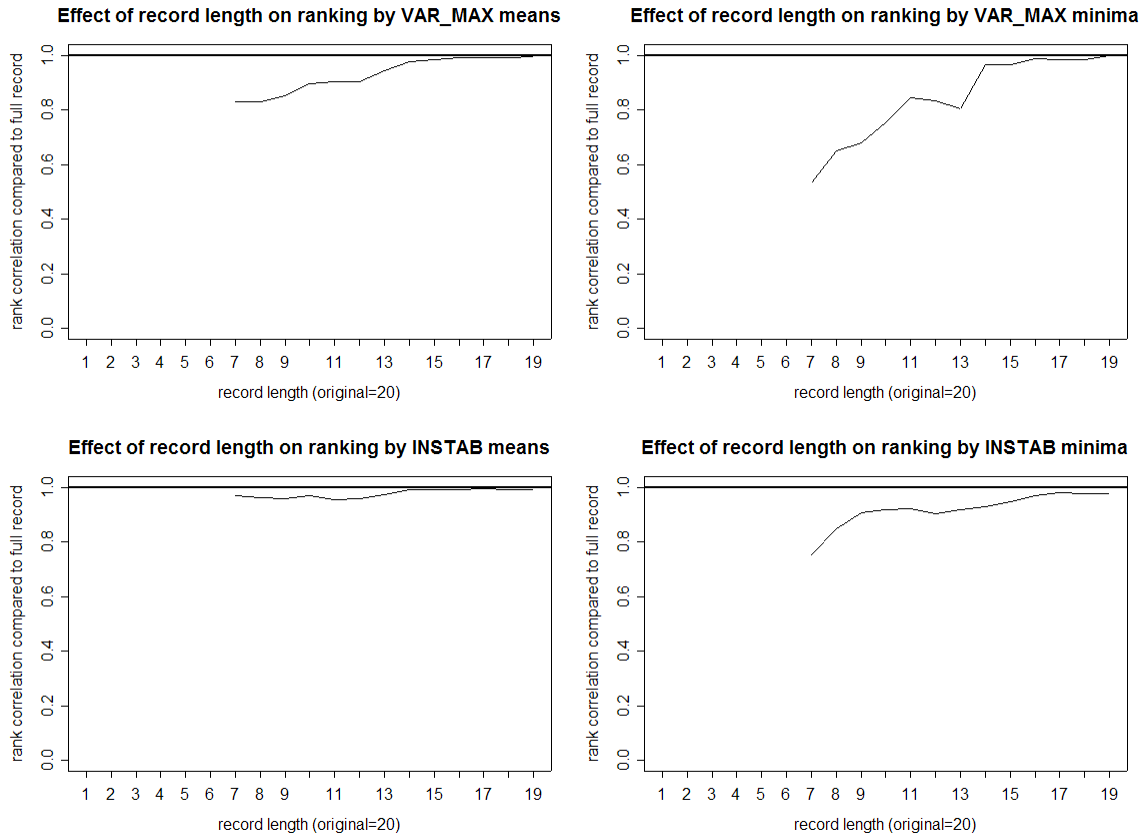 Effect of record length on ranking by VAR_MAX means
rank correlation compared to full record
1.0
0.8
0.6
0.4
0.2
0.0
1 2 3 4 5 6 7 8 9 11 13 15 17 19
record length (original=20)
Effect of record length on ranking by VAR_MAX minima
rank correlation compared to full record
1.0
0.8
0.6
0.4
0.2
0.0
1 2 3 4 5 6 7 8 9 11 13 15 17 19
record length (original=20)
Effect of record length on ranking by INSTAB means
rank correlation compared to full record
1.0
0.8
0.6
0.4
0.2
0.0
1 2 3 4 5 6 7 8 9 11 13 15 17 19
record length (original=20)
Effect of record length on ranking by INSTAB minima
rank correlation compared to full record
1.0
0.8
0.6
0.4
0.2
0.0
1 2 3 4 5 6 7 8 9 11 13 15 17 19
record length (original=20)